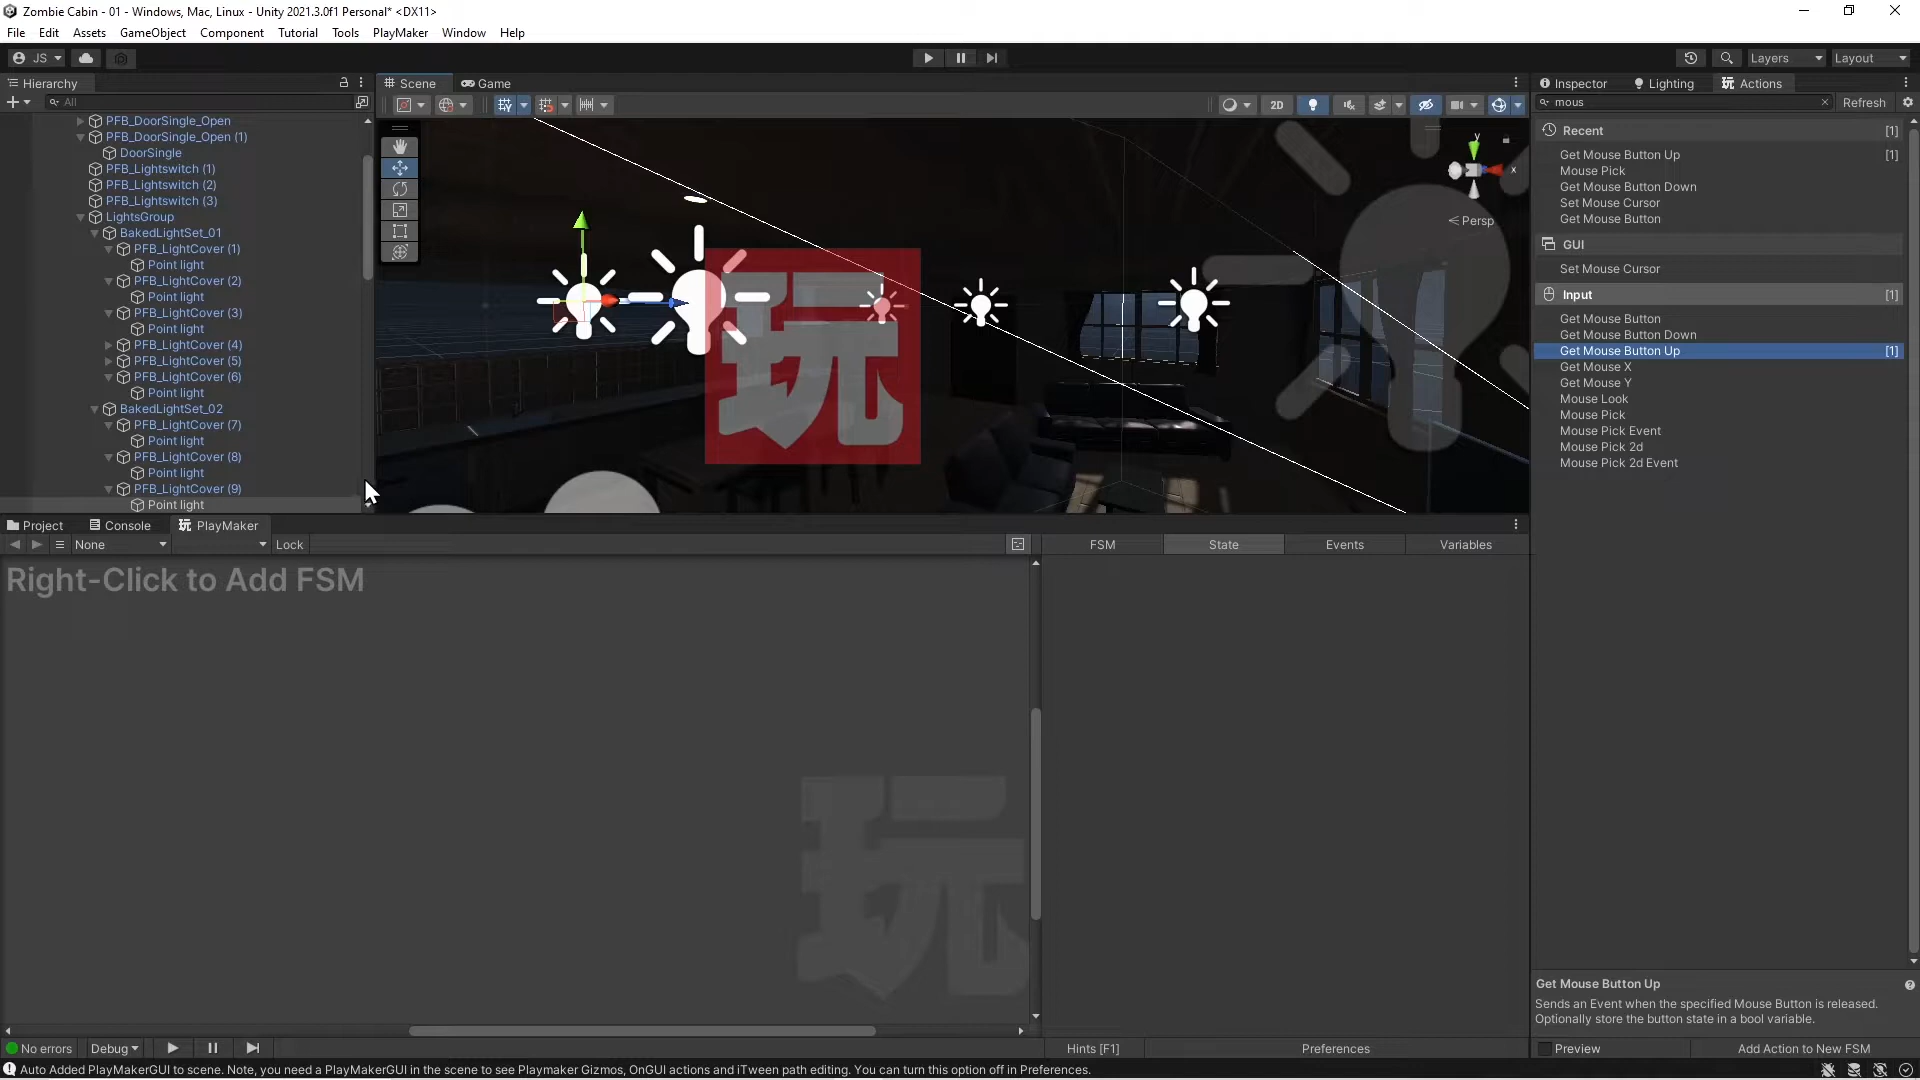 Zombie Cabin - 01 - Windows, Mac, Linux - Unity 2021.3.0f1 Personal* <DX11>
File Edit Assets GameObject Component Tutorial Tools PlayMaker Window Help
JS Layers Layout
Hierarchy
All
PFB_DoorSingle_Open
PFB_DoorSingle_Open (1)
DoorSingle
PFB_Lightswitch (1)
PFB_Lightswitch (2)
PFB_Lightswitch (3)
LightsGroup
BakedLightSet_01
PFB_LightCover (1)
Point light
PFB_LightCover (2)
Point light
PFB_LightCover (3)
Point light
PFB_LightCover (4)
PFB_LightCover (5)
PFB_LightCover (6)
Point light
BakedLightSet_02
PFB_LightCover (7)
Point light
PFB_LightCover (8)
Point light
PFB_LightCover (9)
Point light
Scene Game
2D
y
x
< Persp
玩
Inspector Lighting 玩 Actions
mous Refresh
Recent [1]
Get Mouse Button Up [1]
Mouse Pick
Get Mouse Button Down
Set Mouse Cursor
Get Mouse Button
GUI
Set Mouse Cursor
Input [1]
Get Mouse Button
Get Mouse Button Down
Get Mouse Button Up [1]
Get Mouse X
Get Mouse Y
Mouse Look
Mouse Pick
Mouse Pick Event
Mouse Pick 2d
Mouse Pick 2d Event
Project Console 玩 PlayMaker
None Lock
FSM State Events Variables
Right-Click to Add FSM
玩
Get Mouse Button Up
Sends an Event when the specified Mouse Button is released.
Optionally store the button state in a bool variable.
No errors Debug Hints [F1] Preferences Preview Add Action to New FSM
Auto Added PlayMakerGUI to scene. Note, you need a PlayMakerGUI in the scene to see Playmaker Gizmos, OnGUI actions and iTween path editing. You can turn this option off in Preferences.